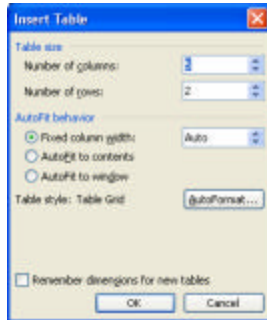 Insert Table
Table size
Number of columns:
Number of rows: 2
AutoFit behavior
Fixed column width: Auto
AutoFit to contents
AutoFit to window
Table style: Table Grid AutoFormat...
Remember dimensions for new tables
OK Cancel